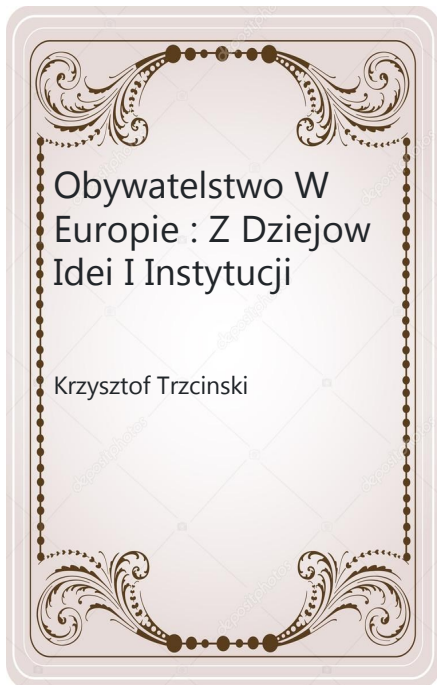 Obywatelstwo W
Europie : Z Dziejow
Idei I Instytucji
Krzysztof Trzcinski